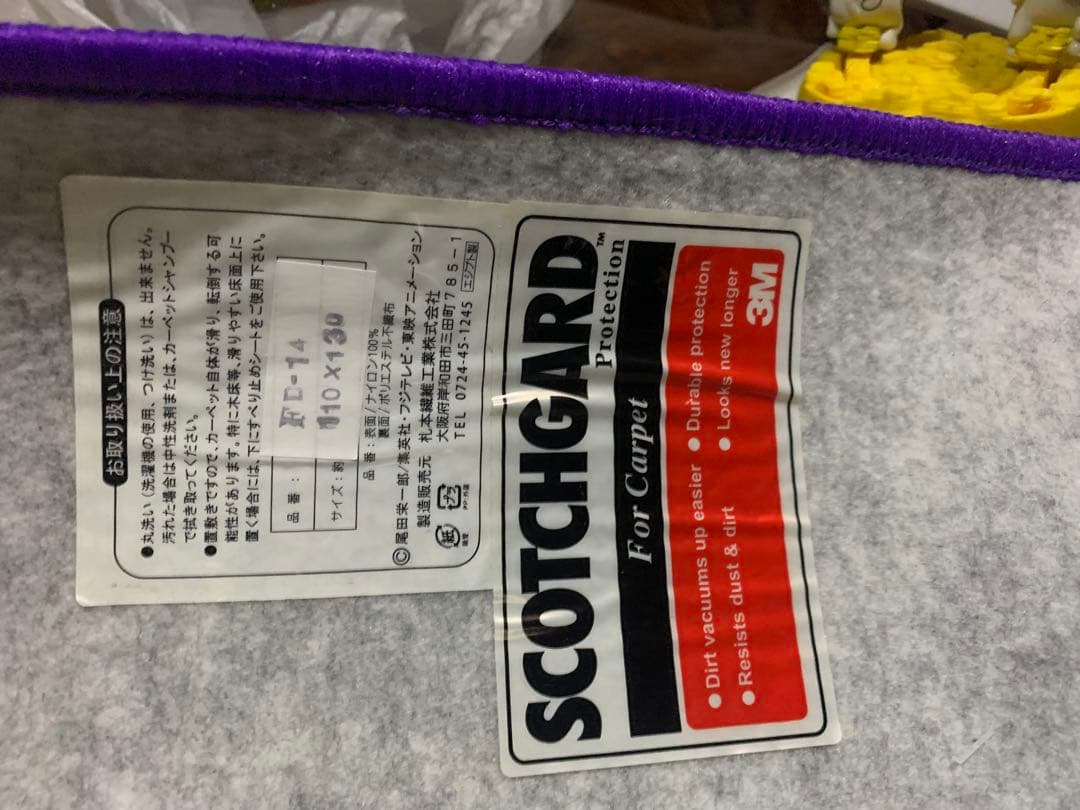 お取り扱い上の注意
●丸洗い（洗濯機の使用、つけ洗い）は、出来ません。
汚れた場合は中性洗剤または、カーペットシャンプー
で拭き取ってください。
●置敷きですので、カーペット自体が滑り、転倒する可
能性があります。特に木床等、滑りやすい床面上に
置く場合には、下にすべり止めシートをご使用下さい。
品番： FD-14
サイズ：約 110×130
品番：表面/ナイロン100%
裏面/ポリエステル不織布
©尾田栄一郎/集英社・フジテレビ・東映アニメーション
製造販売元 札本繊維工業株式会社
大阪府岸和田市三田町785-1
TEL 0724-45-1245 エジプト製
紙 プラ
PP:外装
SCOTCHGARD™
Protection
For Carpet
● Dirt vacuums up easier ● Durable protection
● Resists dust & dirt ● Looks new longer
3M